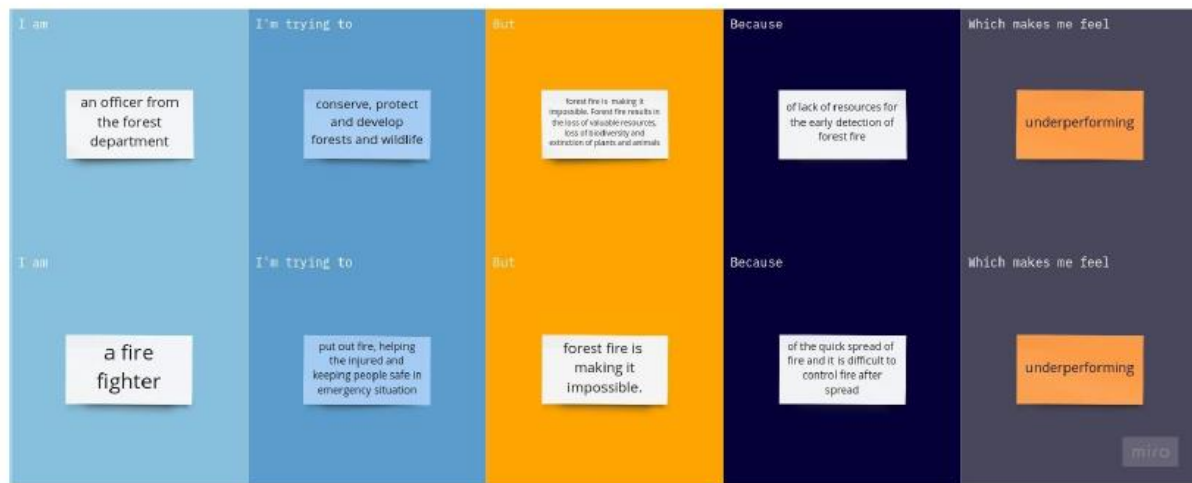 I am
I'm trying to
But
Because
Which makes me feel
an officer from
the forest
department
conserve, protect
and develop
forests and wildlife
forest fire is making it
impossible. Forest fire results in
the loss of valuable resources,
loss of biodiversity and
extinction of plants and animals
of lack of resources for
the early detection of
forest fire
underperforming
I am
I'm trying to
But
Because
Which makes me feel
a fire
fighter
put out fire, helping
the injured and
keeping people safe in
emergency situation
forest fire is
making it
impossible.
of the quick spread of
fire and it is difficult to
control fire after
spread
underperforming
miro